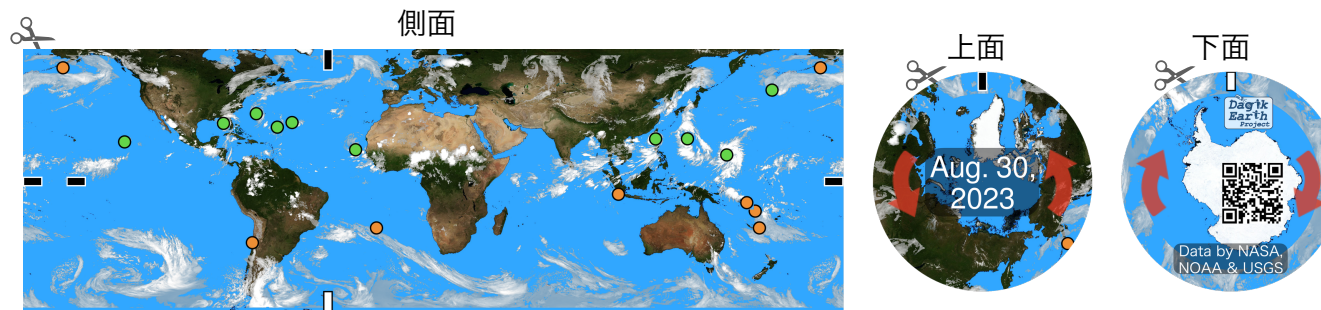 側面
上面
下面
Aug. 30,
2023
Dagik
Earth
Project
Data by NASA,
NOAA & USGS